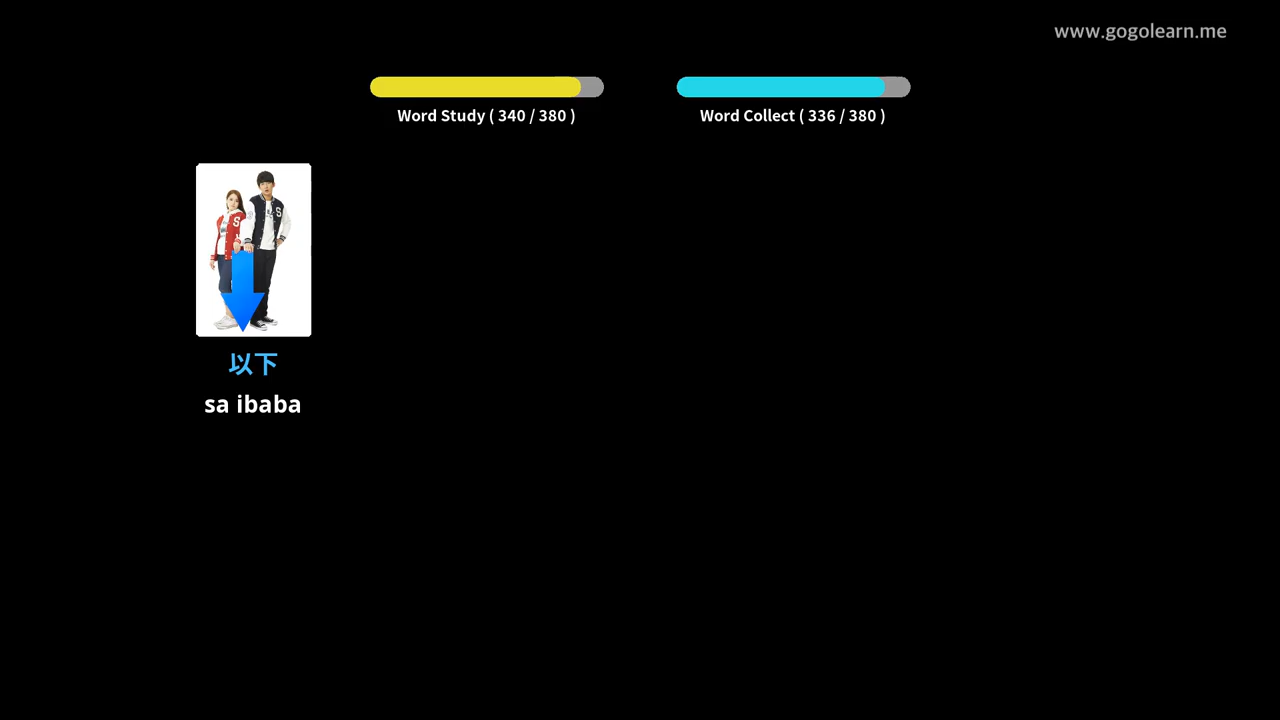 www.gogolearn.me
Word Study ( 340 / 380 )
Word Collect ( 336 / 380 )
S
S
以下
sa ibaba